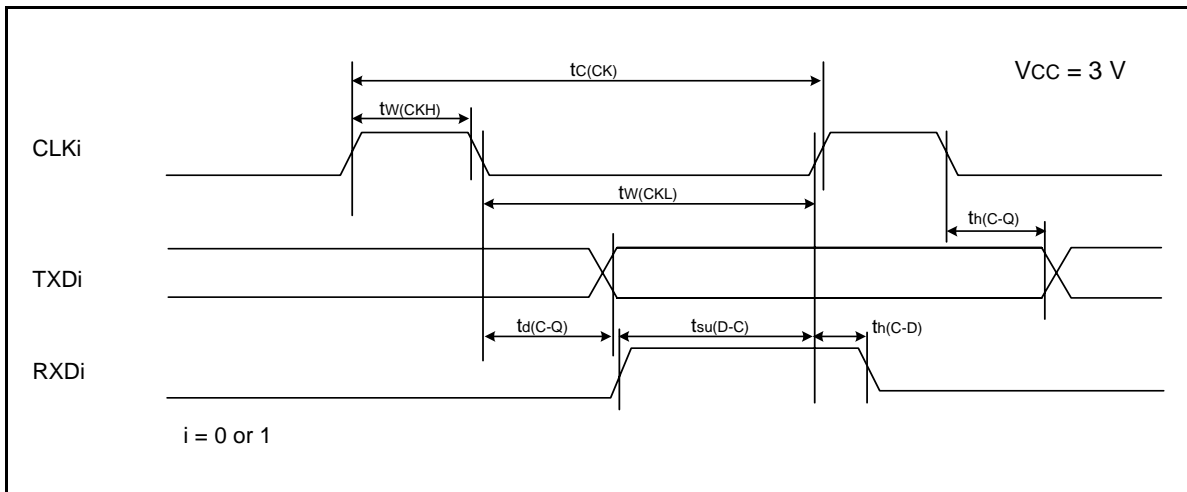 tC(CK)
VCC = 3 V
tW(CKH)
CLKi
tW(CKL)
th(C-Q)
TXDi
td(C-Q)
tsu(D-C)
th(C-D)
RXDi
i = 0 or 1